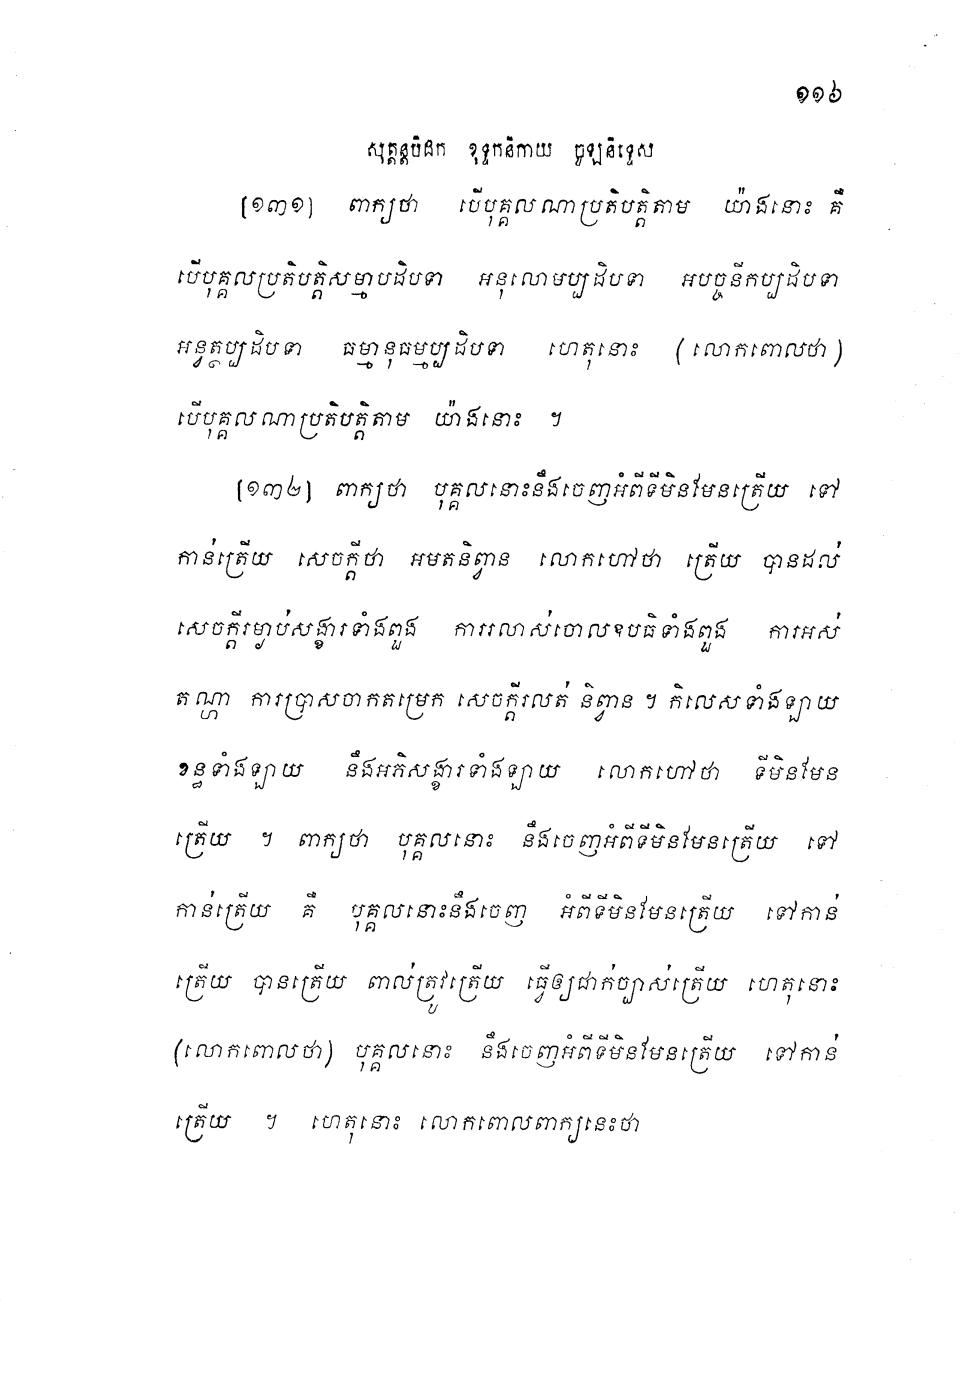 ១១៦
សុត្តន្តបិដក ខុទ្ទកនិកាយ ចូឡនិទ្ទេស
[១៣១] ពាក្យថា បើបុគ្គលណាប្រតិបត្តិតាម យ៉ាងនោះ គឺ
បើបុគ្គលប្រតិបត្តិសម្មាបដិបទា អនុលោមប្បដិបទា អបច្ចនីកប្បដិបទា
អន្វត្ថប្បដិបទា ធម្មានុធម្មប្បដិបទា ហេតុនោះ (លោកពោលថា)
បើបុគ្គលណាប្រតិបត្តិតាម យ៉ាងនោះ ។
[១៣២] ពាក្យថា បុគ្គលនោះនឹងចេញអំពីទីមិនមែនត្រើយ ទៅ
កាន់ត្រើយ សេចក្តីថា អមតនិព្វាន លោកហៅថា ត្រើយ បានដល់
សេចក្តីរម្ងាប់សង្ខារទាំងពួង ការរលាស់ចោលឧបធិទាំងពួង ការអស់
តណ្ហា ការប្រាសចាកតម្រេក សេចក្តីរលត់ និព្វាន ។ កិលេសទាំងឡាយ
ខន្ធទាំងឡាយ នឹងអភិសង្ខារទាំងឡាយ លោកហៅថា ទីមិនមែន
ត្រើយ ។ ពាក្យថា បុគ្គលនោះ នឹងចេញអំពីទីមិនមែនត្រើយ ទៅ
កាន់ត្រើយ គឺ បុគ្គលនោះនឹងចេញ អំពីទីមិនមែនត្រើយ ទៅកាន់
ត្រើយ បានត្រើយ ពាល់ត្រូវត្រើយ ធ្វើឲ្យជាក់ច្បាស់ត្រើយ ហេតុនោះ
(លោកពោលថា) បុគ្គលនោះ នឹងចេញអំពីទីមិនមែនត្រើយ ទៅកាន់
ត្រើយ ។ ហេតុនោះ លោកពោលពាក្យនេះថា